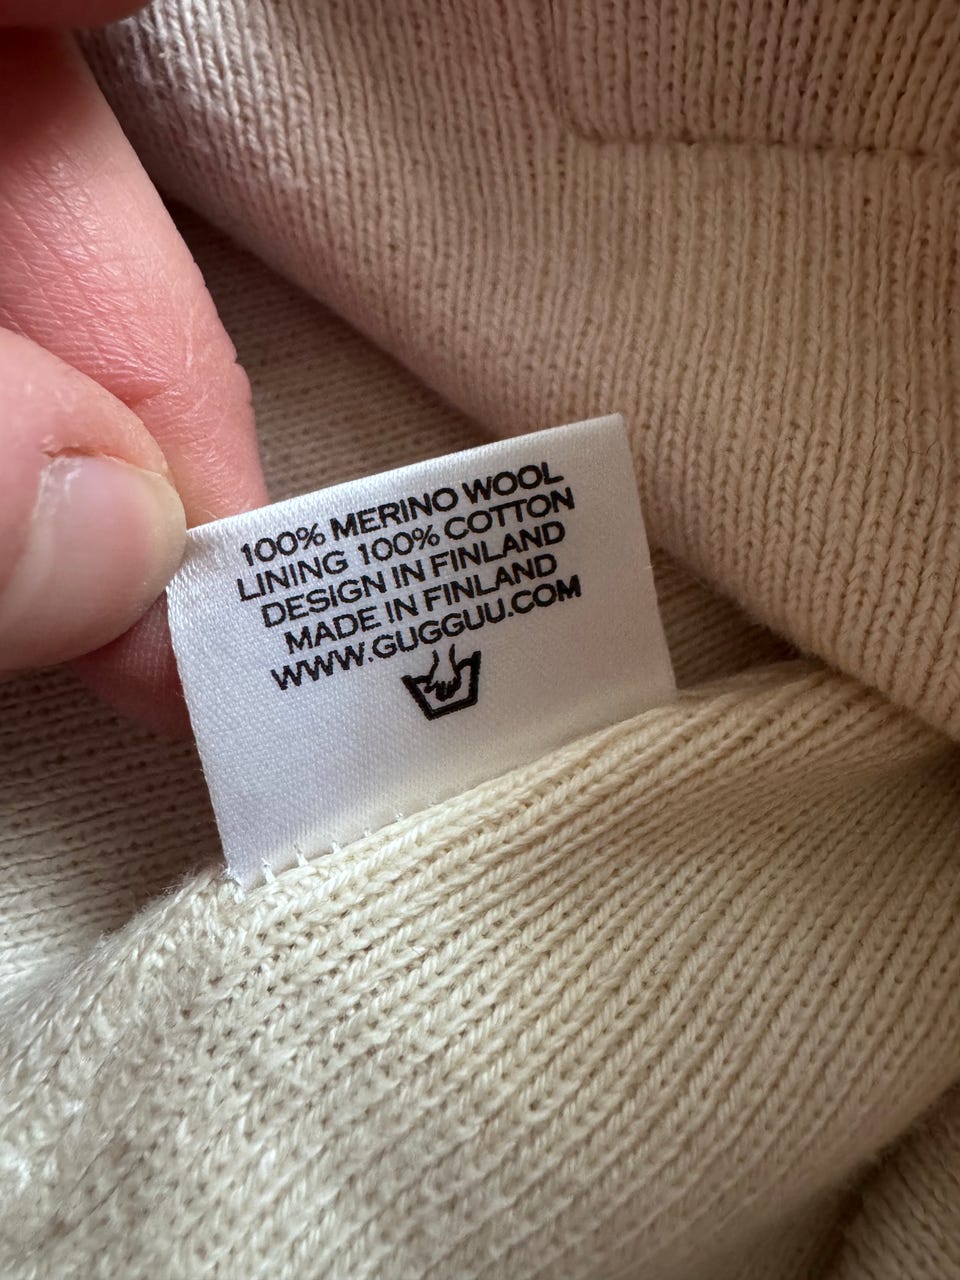 100% MERINO WOOL
LINING 100% COTTON
DESIGN IN FINLAND
MADE IN FINLAND
WWW.GUGGUU.COM